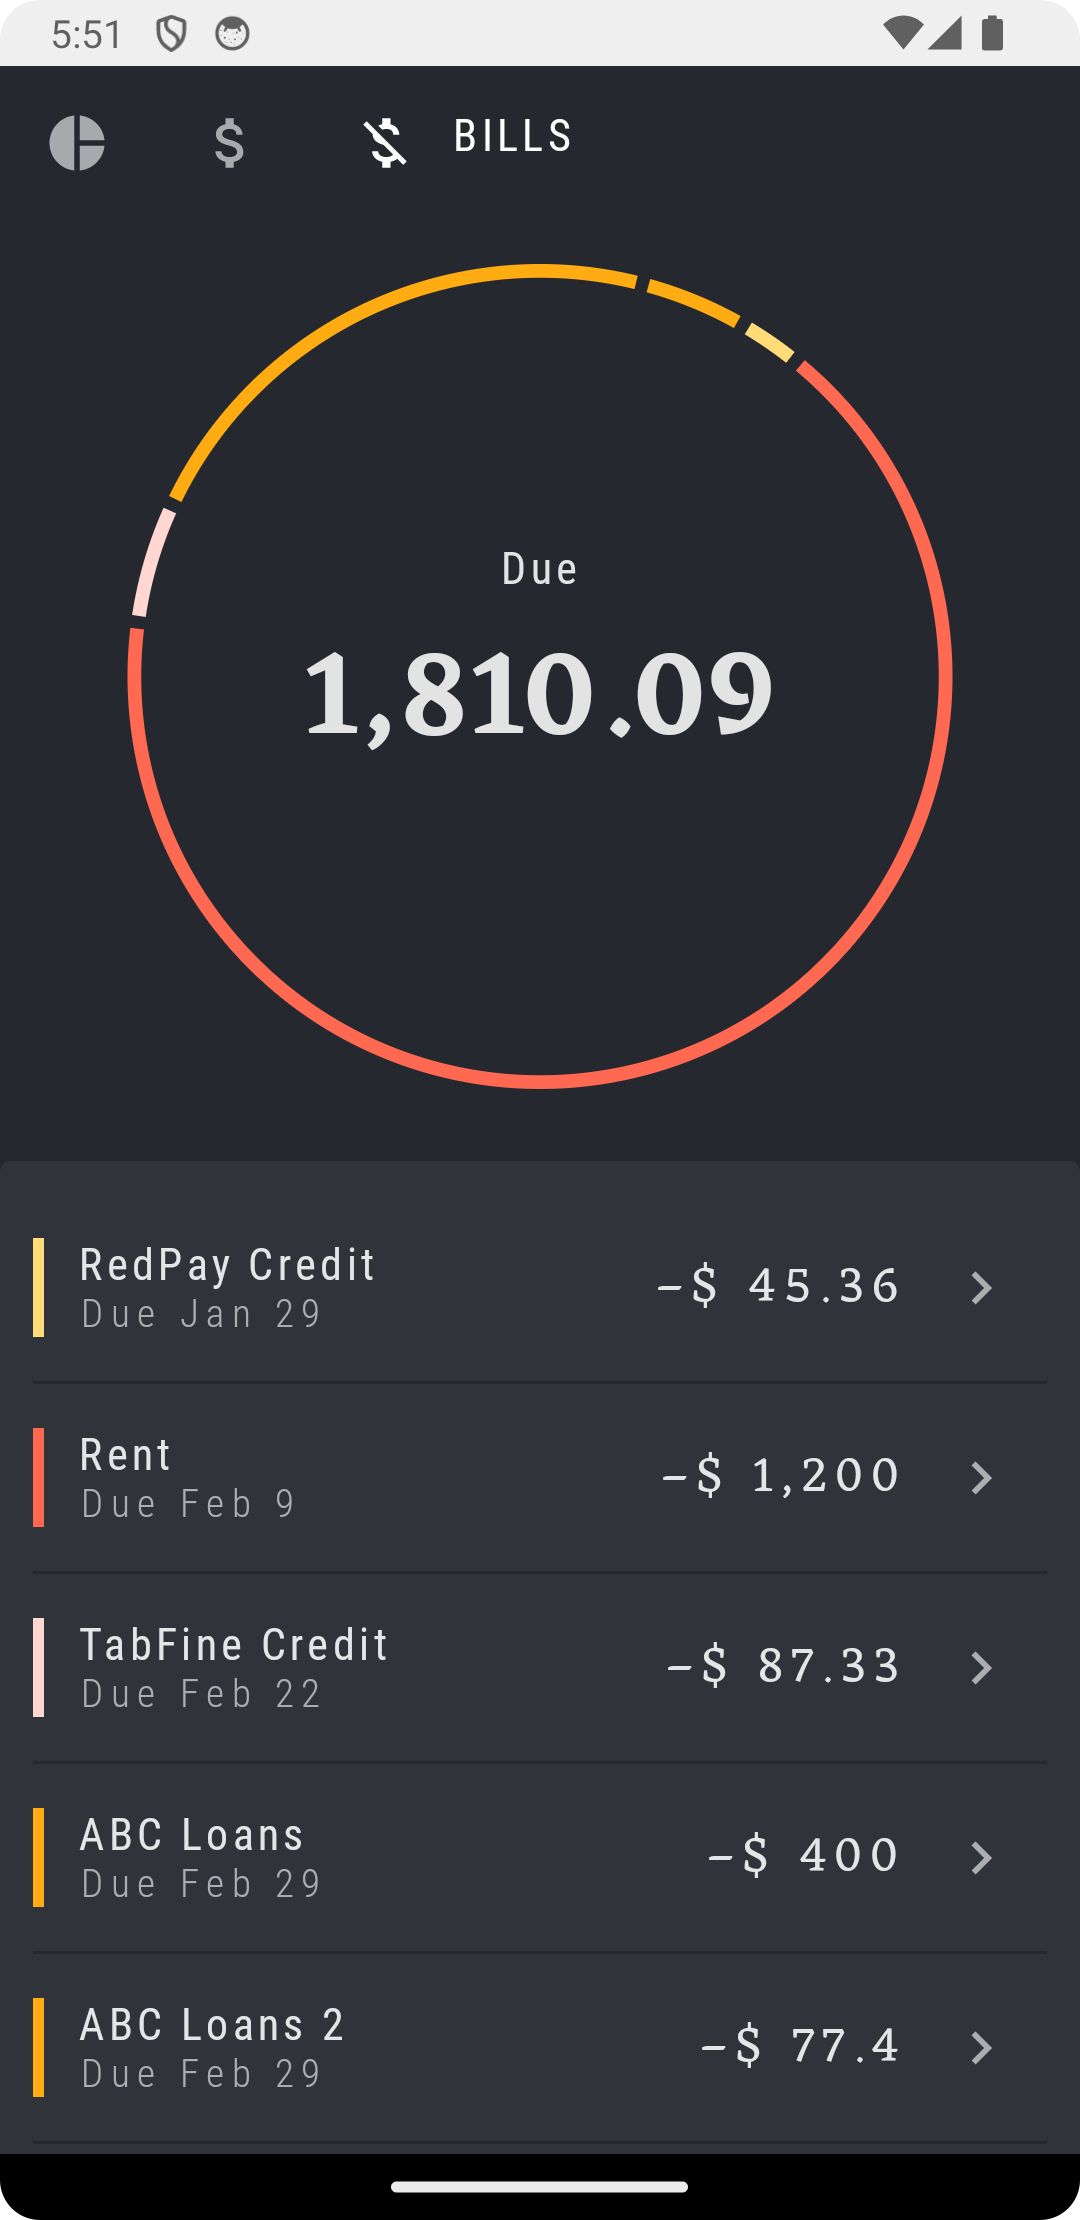 5:51
BILLS
Due
1,810.09
RedPay Credit
Due Jan 29
–$ 45.36
Rent
Due Feb 9
–$ 1,200
TabFine Credit
Due Feb 22
–$ 87.33
ABC Loans
Due Feb 29
–$ 400
ABC Loans 2
Due Feb 29
–$ 77.4